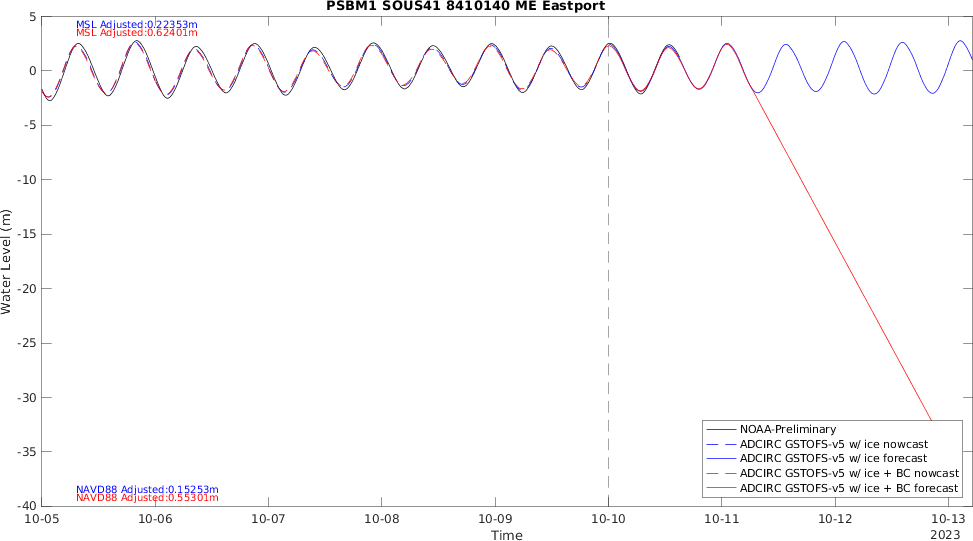 PSBM1 SOUS41 8410140 ME Eastport
MSL Adjusted:0.22353m
MSL Adjusted:0.62401m
5
0
-5
-10
-15
-20
-25
-30
-35
-40
Water Level (m)
NOAA-Preliminary
ADCIRC GSTOFS-v5 w/ ice nowcast
ADCIRC GSTOFS-v5 w/ ice forecast
ADCIRC GSTOFS-v5 w/ ice + BC nowcast
ADCIRC GSTOFS-v5 w/ ice + BC forecast
NAVD88 Adjusted:0.15253m
NAVD88 Adjusted:0.55301m
10-05 10-06 10-07 10-08 10-09 10-10 10-11 10-12 10-13
Time
2023